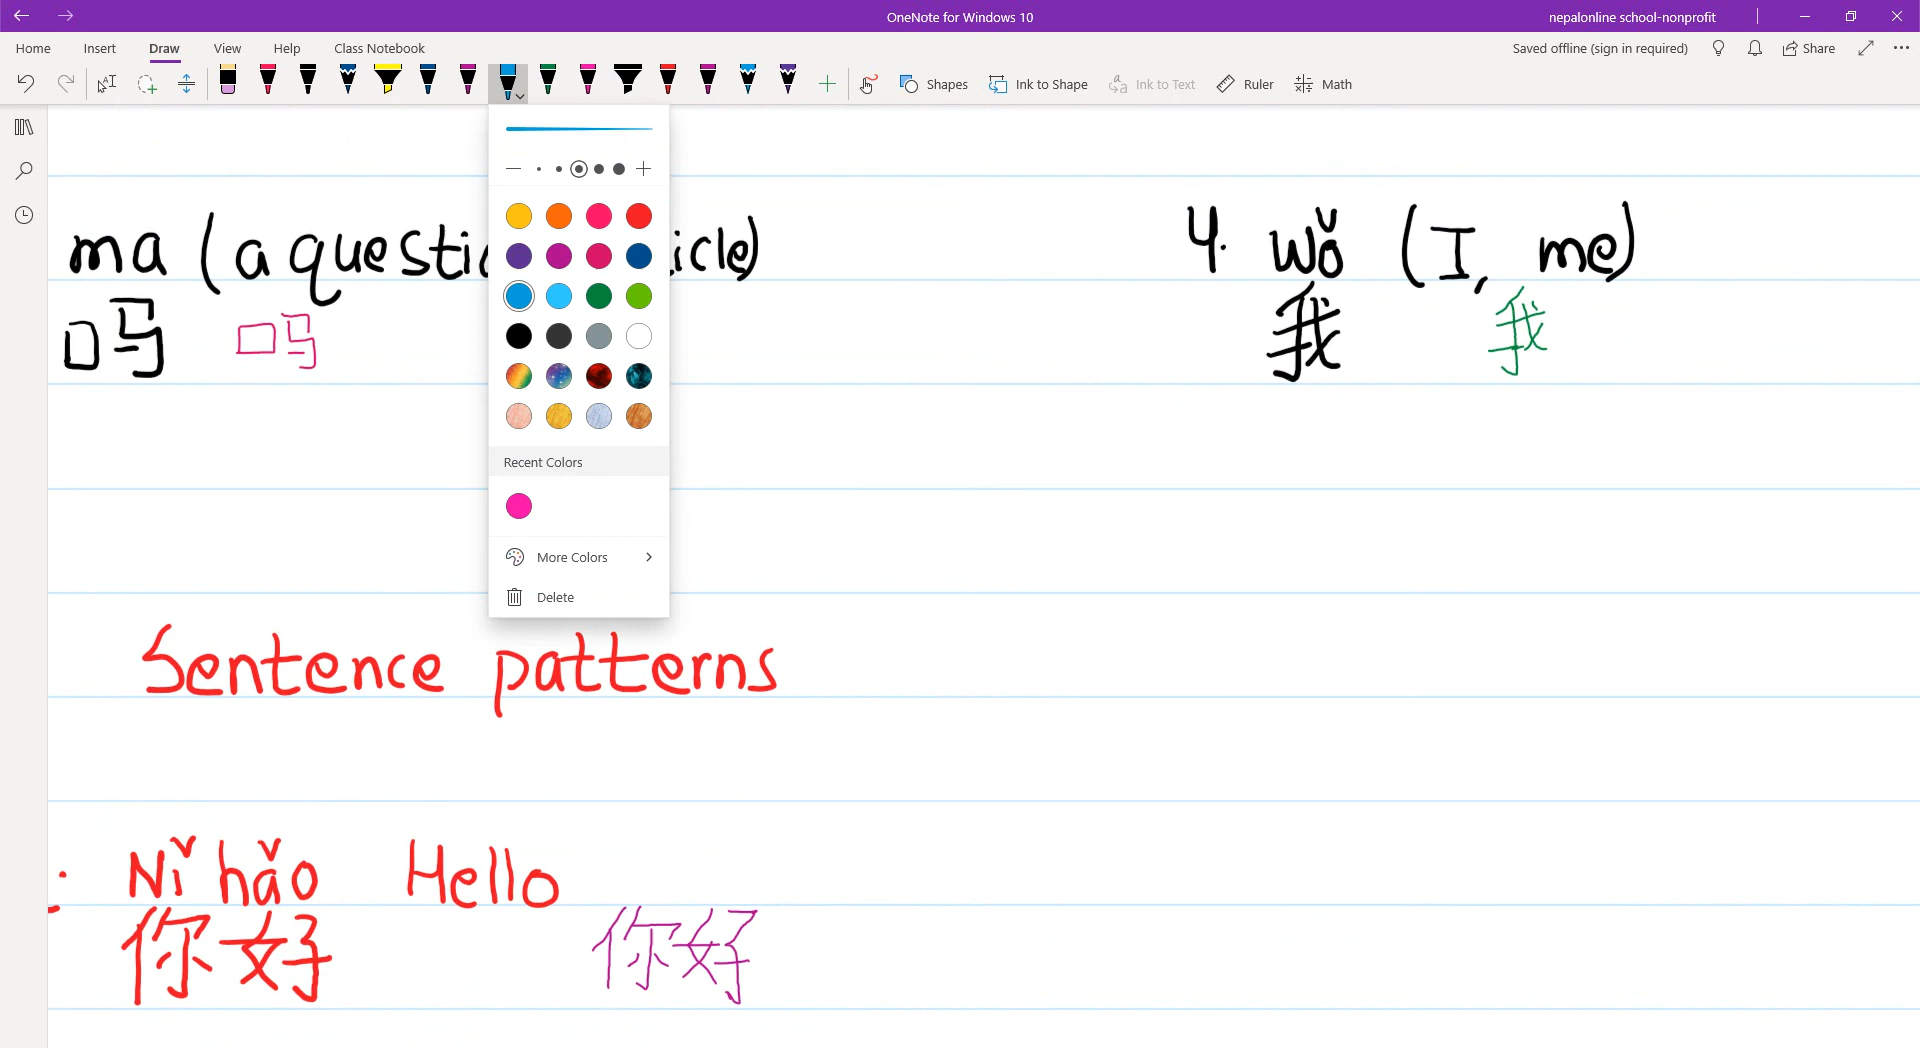 OneNote for Windows 10
nepalonline school-nonprofit
Home Insert Draw View Help Class Notebook
Saved offline (sign in required) Share
Shapes Ink to Shape Ink to Text Ruler Math
ma (a questi icle)
吗 吗
4. wǒ (I, me)
我 我
Recent Colors
More Colors
Delete
Sentence patterns
: Nǐ hǎo Hello
你好 你好